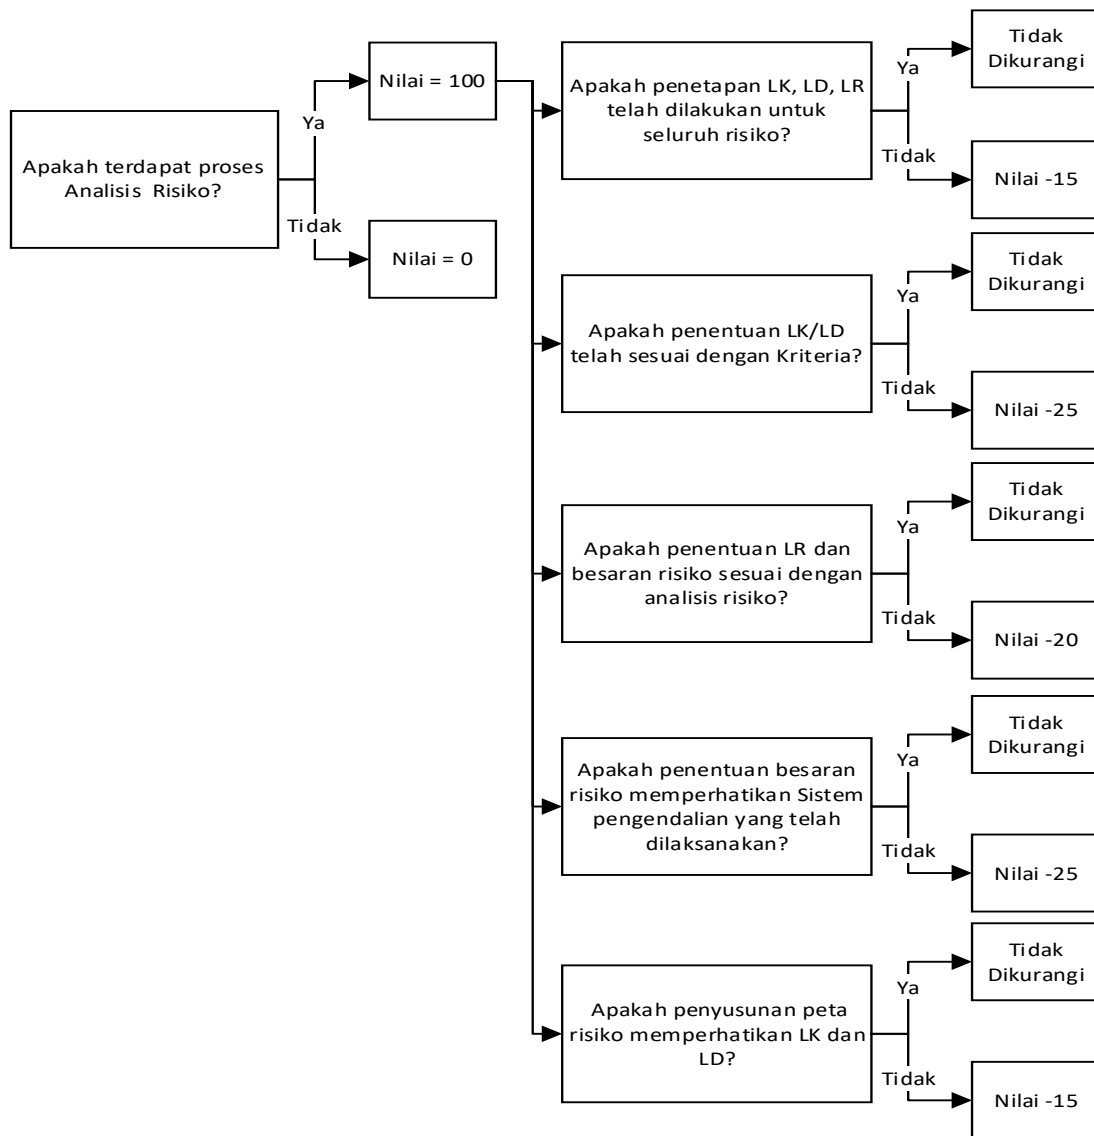 Apakah terdapat proses
Analisis Risiko?
Ya
Tidak
Nilai = 100
Nilai = 0
Apakah penetapan LK, LD, LR
telah dilakukan untuk
seluruh risiko?
Ya
Tidak
Tidak
Dikurangi
Nilai -15
Apakah penentuan LK/LD
telah sesuai dengan Kriteria?
Ya
Tidak
Tidak
Dikurangi
Nilai -25
Apakah penentuan LR dan
besaran risiko sesuai dengan
analisis risiko?
Ya
Tidak
Tidak
Dikurangi
Nilai -20
Apakah penentuan besaran
risiko memperhatikan Sistem
pengendalian yang telah
dilaksanakan?
Ya
Tidak
Tidak
Dikurangi
Nilai -25
Apakah penyusunan peta
risiko memperhatikan LK dan
LD?
Ya
Tidak
Tidak
Dikurangi
Nilai -15